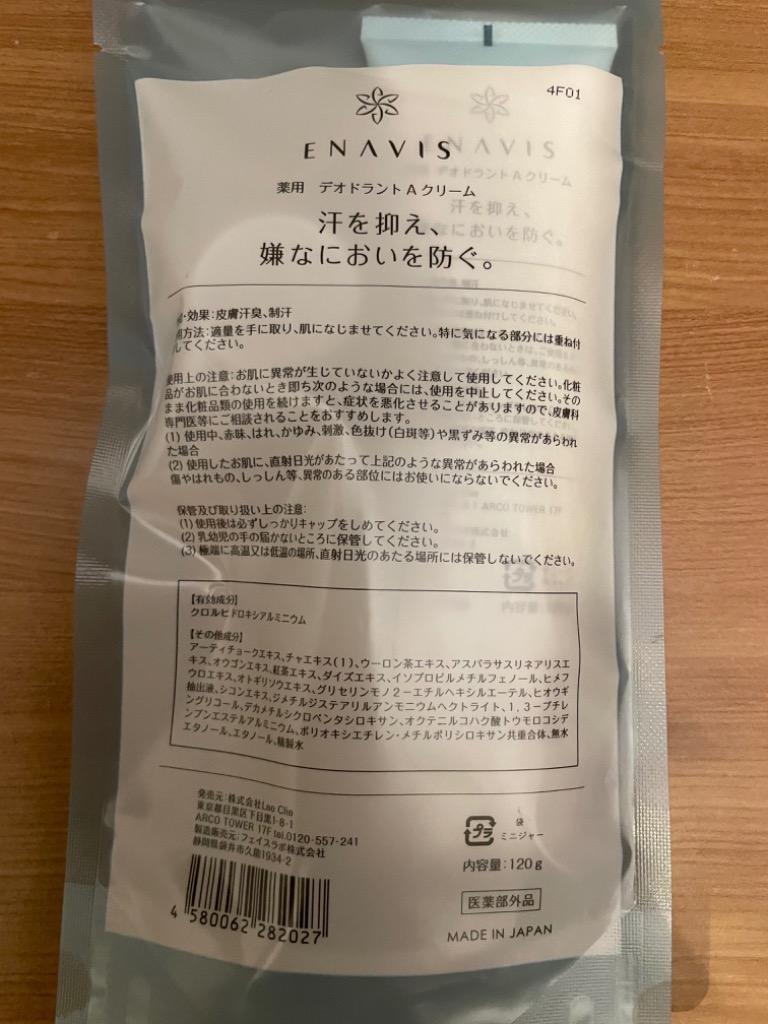 4F01
ENAVIS
薬用 デオドラントAクリーム
汗を抑え、
嫌なにおいを防ぐ。
・効果:皮膚汗臭、制汗
用方法:適量を手に取り、肌になじませてください。特に気になる部分には重ね付
してください。
使用上の注意:お肌に異常が生じていないかよく注意して使用してください。化粧
品がお肌に合わないとき即ち次のような場合には、使用を中止してください。その
まま化粧品類の使用を続けますと、症状を悪化させることがありますので、皮膚科
専門医等にご相談されることをおすすめします。
(1) 使用中、赤味、はれ、かゆみ、刺激、色抜け(白斑等)や黒ずみ等の異常があらわれ
た場合
(2) 使用したお肌に、直射日光があたって上記のような異常があらわれた場合
傷やはれもの、しっしん等、異常のある部位にはお使いにならないでください。
保管及び取り扱い上の注意:
(1) 使用後は必ずしっかりキャップをしめてください。
(2) 乳幼児の手の届かないところに保管してください。
(3) 極端に高温又は低温の場所、直射日光のあたる場所には保管しないでください。
【有効成分】
クロルヒドロキシアルミニウム
【その他成分】
アーティチョークエキス、チャエキス(1)、ウーロン茶エキス、アスパラサスリネアリスエ
キス、オウゴンエキス、紅茶エキス、ダイズエキス、イソプロピルメチルフェノール、ヒメフ
ウロエキス、オトギリソウエキス、グリセリンモノ2-エチルヘキシルエーテル、ヒオウギ
抽出液、シコンエキス、ジメチルジステアリルアンモニウムヘクトライト、1,3-ブチレ
ングリコール、デカメチルシクロペンタシロキサン、オクテニルコハク酸トウモロコシデ
ンプンエステルアルミニウム、ポリオキシエチレン・メチルポリシロキサン共重合体、無水
エタノール、エタノール、精製水
発売元:株式会社Lao Cho
東京都目黒区下目黒1-8-1
ARCO TOWER 17F tel.0120-557-241
製造販売元:フェイスラボ株式会社
静岡県袋井市久能1934-2
4 580062 282027
プラ
袋
ミニジャー
内容量:120g
医薬部外品
MADE IN JAPAN